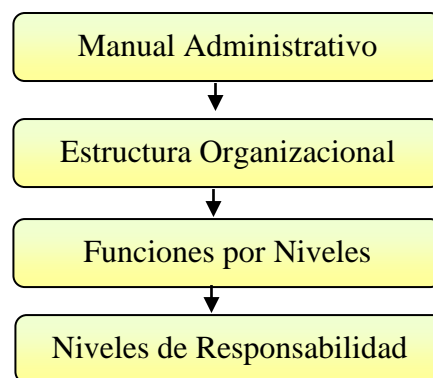 Manual Administrativo
Estructura Organizacional
Funciones por Niveles
Niveles de Responsabilidad